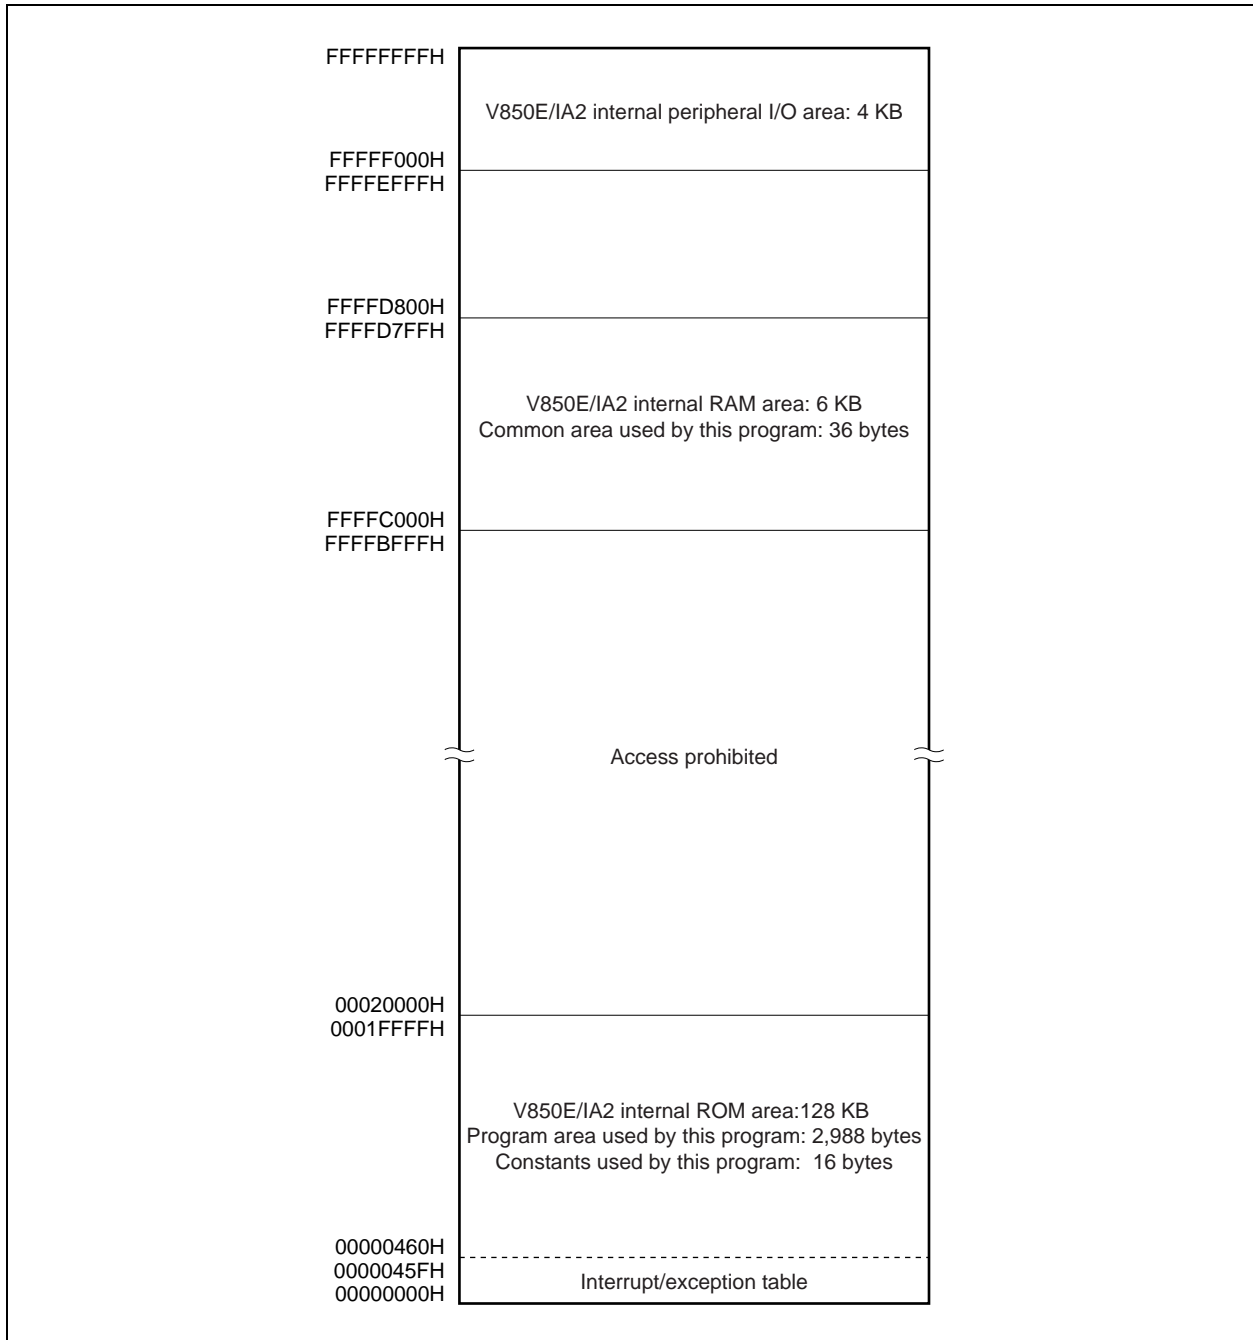 FFFFFFFFH
V850E/IA2 internal peripheral I/O area: 4 KB
FFFFF000H
FFFFEFFFH
FFFFD800H
FFFFD7FFH
V850E/IA2 internal RAM area: 6 KB
Common area used by this program: 36 bytes
FFFFC000H
FFFFBFFFH
Access prohibited
00020000H
0001FFFFH
V850E/IA2 internal ROM area:128 KB
Program area used by this program: 2,988 bytes
Constants used by this program:  16 bytes
00000460H
0000045FH
Interrupt/exception table
00000000H